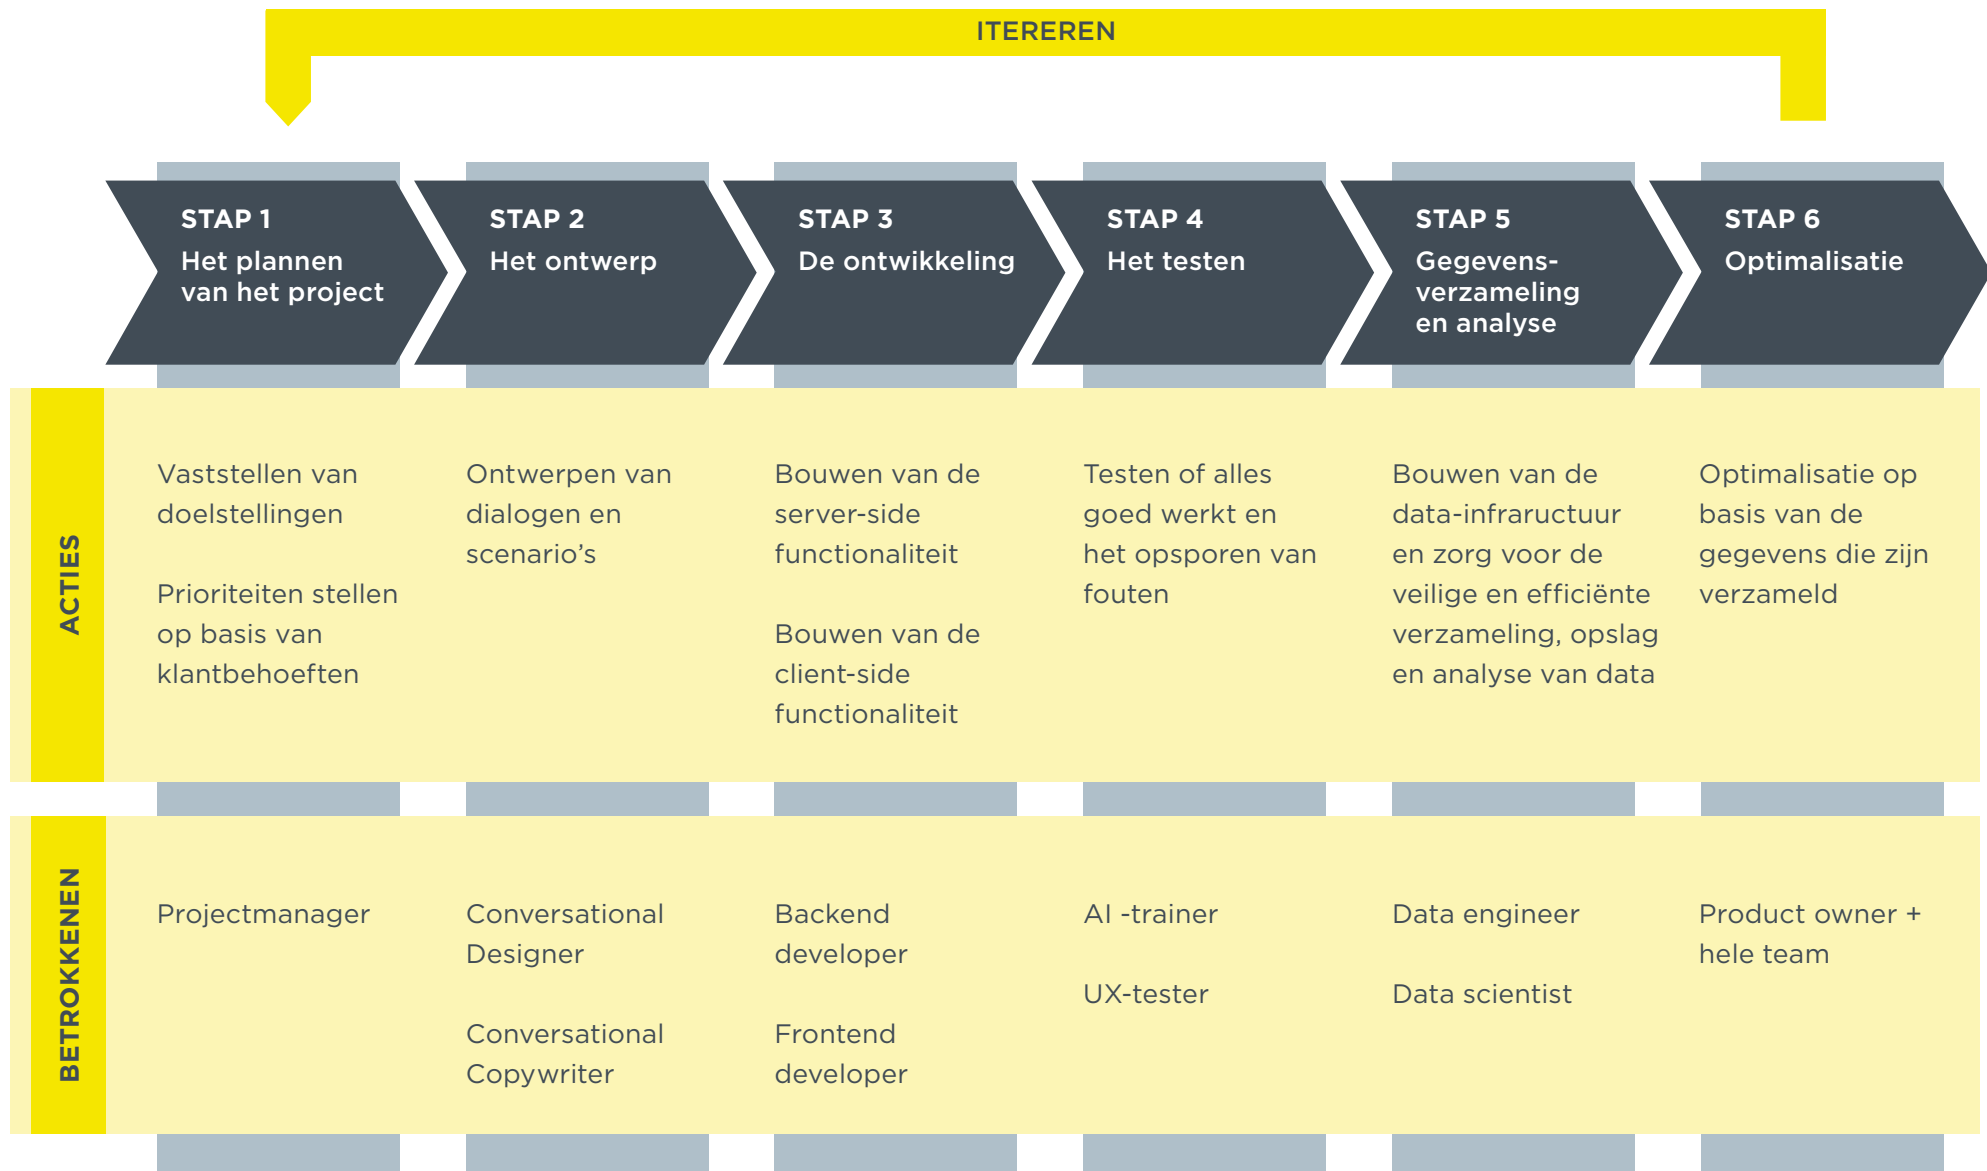 ITEREREN
STAP 1
Het plannen
van het project
STAP 2
Het ontwerp
STAP 3
De ontwikkeling
STAP 4
Het testen
STAP 5
Gegevens-
verzameling
en analyse
STAP 6
Optimalisatie
ACTIES
Vaststellen van
doelstellingen
Prioriteiten stellen
op basis van
klantbehoeften
Ontwerpen van
dialogen en
scenario’s
Bouwen van de
server-side
functionaliteit
Bouwen van de
client-side
functionaliteit
Testen of alles
goed werkt en
het opsporen van
fouten
Bouwen van de
data-infraructuur
en zorg voor de
veilige en efficiënte
verzameling, opslag
en analyse van data
Optimalisatie op
basis van de
gegevens die zijn
verzameld
BETROKKENEN
Projectmanager
Conversational
Designer
Conversational
Copywriter
Backend
developer
Frontend
developer
AI -trainer
UX-tester
Data engineer
Data scientist
Product owner +
hele team